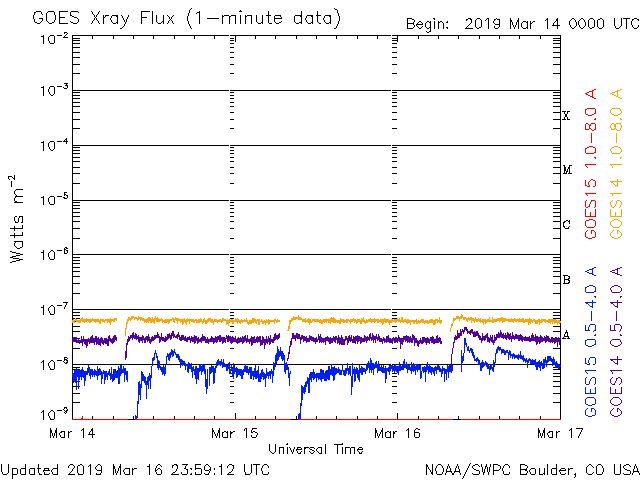 GOES Xray Flux (1-minute data)
Begin: 2019 Mar 14 0000 UTC
10⁻²
10⁻³
10⁻⁴
10⁻⁵
10⁻⁶
10⁻⁷
10⁻⁸
10⁻⁹
Watts m⁻²
X
M
C
B
A
GOES15 1.0-8.0 A
GOES14 1.0-8.0 A
GOES15 0.5-4.0 A
GOES14 0.5-4.0 A
Mar 14 Mar 15 Mar 16 Mar 17
Universal Time
Updated 2019 Mar 16 23:59:12 UTC
NOAA/SWPC Boulder, CO USA